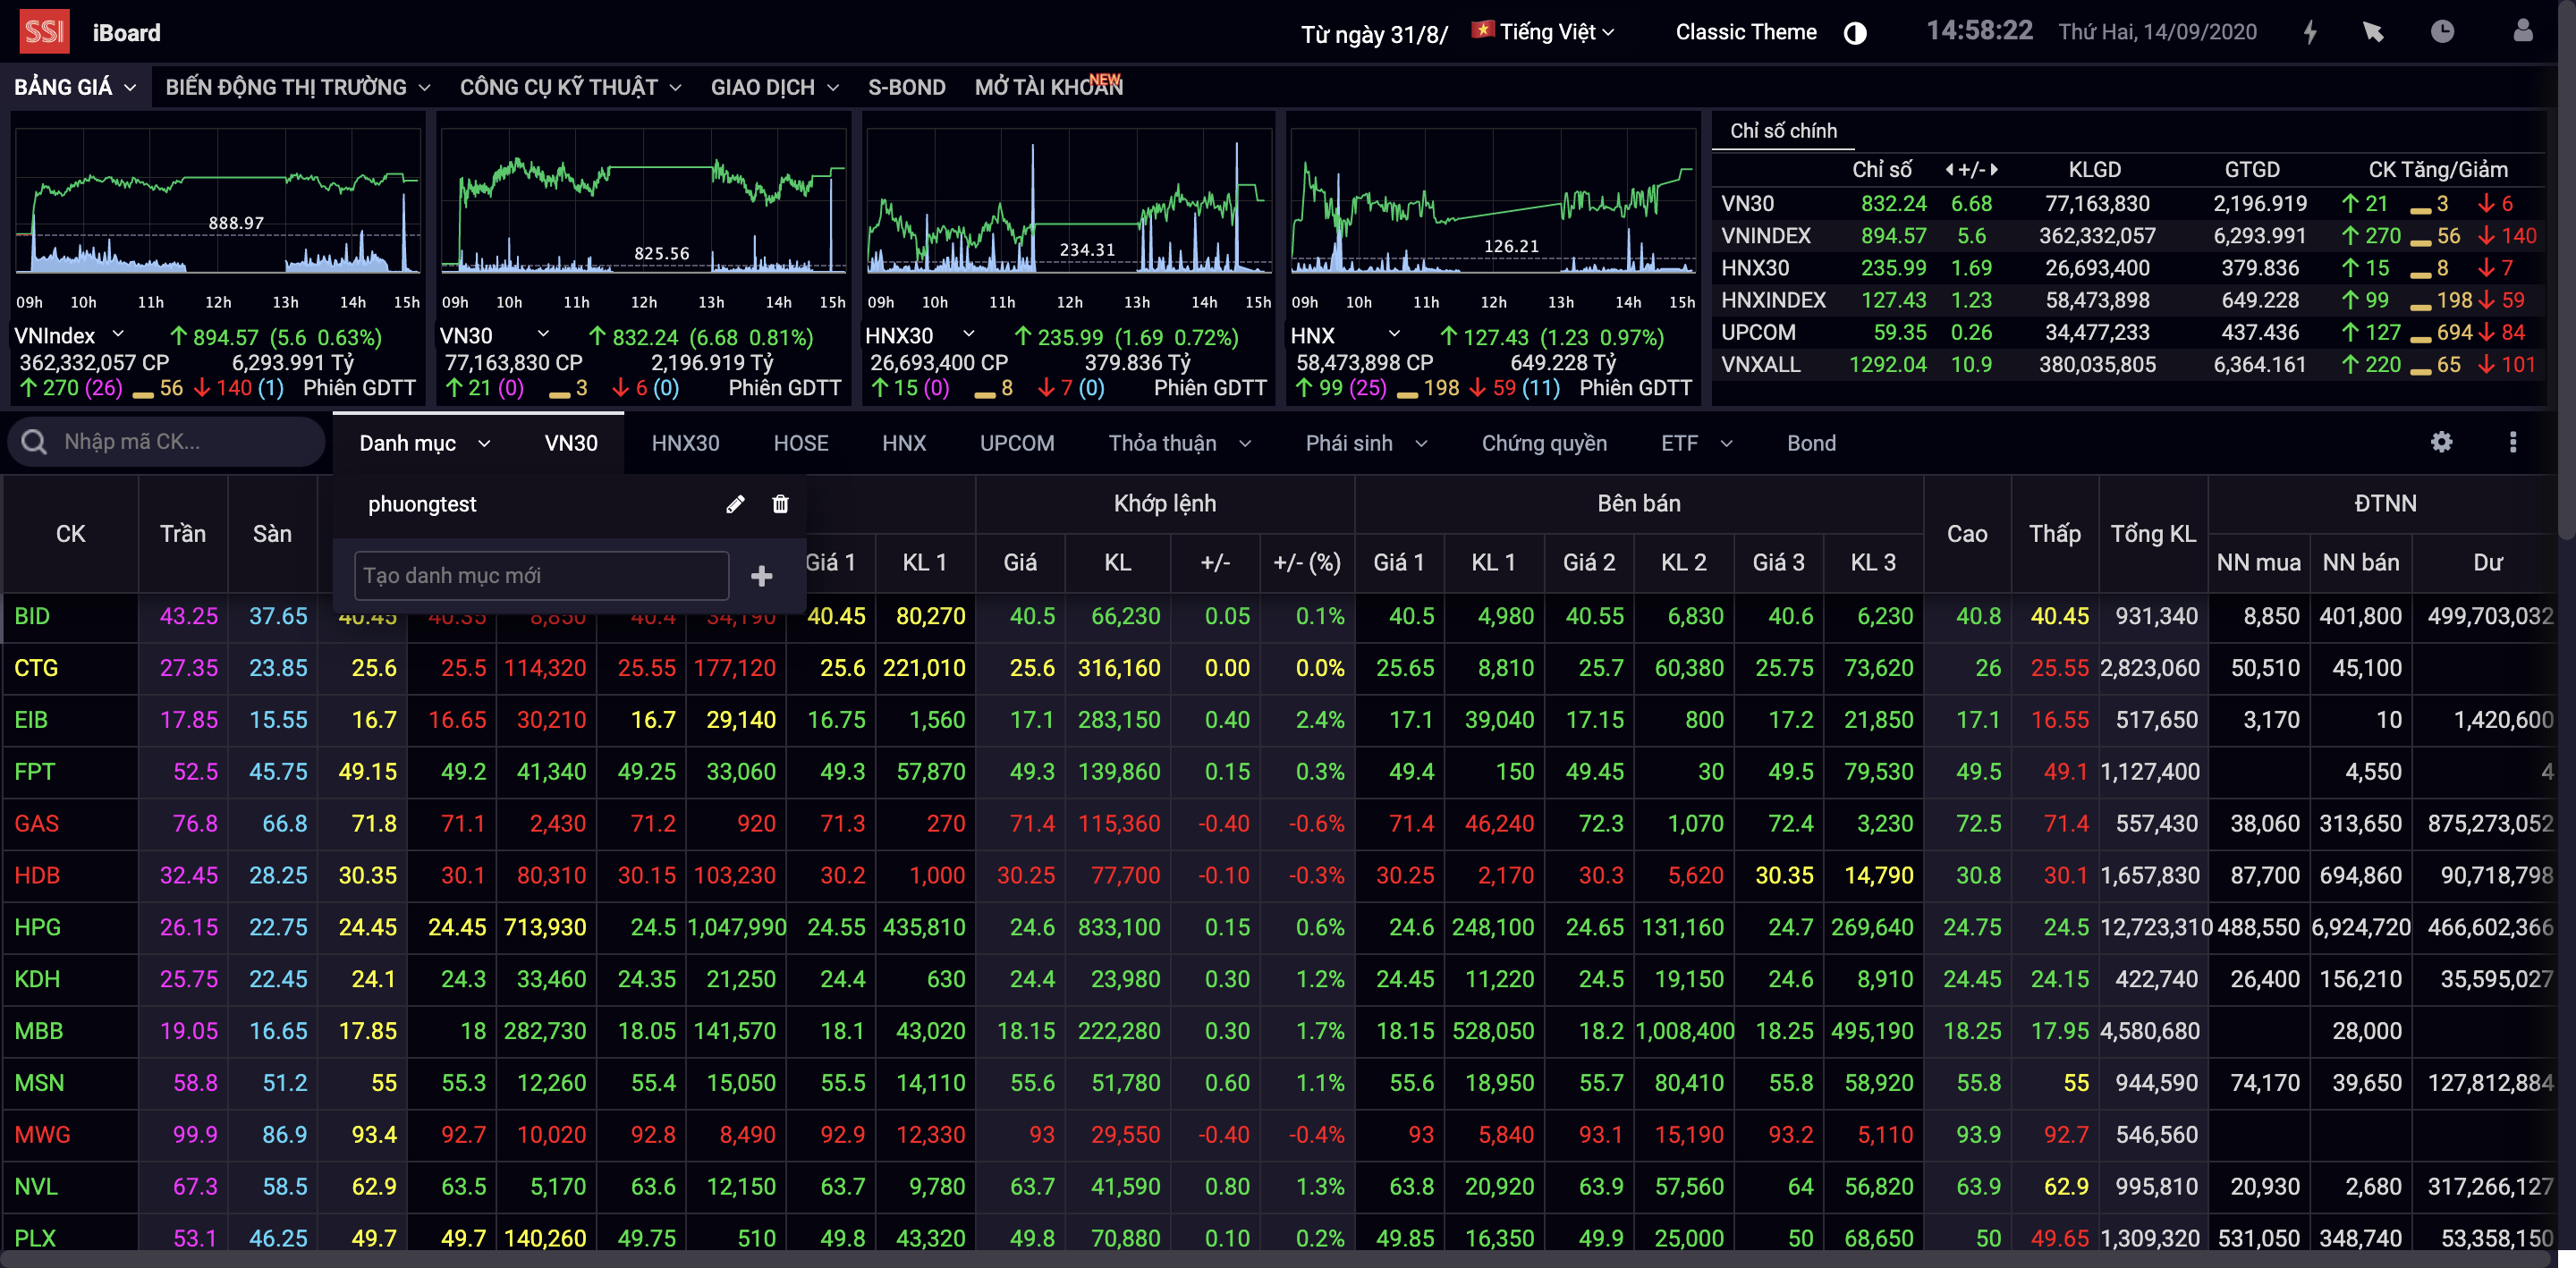 SSI iBoard Từ ngày 31/8/ Tiếng Việt Classic Theme 14:58:22 Thứ Hai, 14/09/2020
BẢNG GIÁ BIẾN ĐỘNG THỊ TRƯỜNG CÔNG CỤ KỸ THUẬT GIAO DỊCH S-BOND MỞ TÀI KHOẢN NEW
888.97
09h 10h 11h 12h 13h 14h 15h
VNIndex 894.57 (5.6 0.63%)
362,332,057 CP 6,293.991 Tỷ
270 (26) 56 140 (1) Phiên GDTT
825.56
09h 10h 11h 12h 13h 14h 15h
VN30 832.24 (6.68 0.81%)
77,163,830 CP 2,196.919 Tỷ
21 (0) 3 6 (0) Phiên GDTT
234.31
09h 10h 11h 12h 13h 14h 15h
HNX30 235.99 (1.69 0.72%)
26,693,400 CP 379.836 Tỷ
15 (0) 8 7 (0) Phiên GDTT
126.21
09h 10h 11h 12h 13h 14h 15h
HNX 127.43 (1.23 0.97%)
58,473,898 CP 649.228 Tỷ
99 (25) 198 59 (11) Phiên GDTT
Chỉ số chính
Chỉ số +/- KLGD GTGD CK Tăng/Giảm
VN30 832.24 6.68 77,163,830 2,196.919 21 3 6
VNINDEX 894.57 5.6 362,332,057 6,293.991 270 56 140
HNX30 235.99 1.69 26,693,400 379.836 15 8 7
HNXINDEX 127.43 1.23 58,473,898 649.228 99 198 59
UPCOM 59.35 0.26 34,477,233 437.436 127 694 84
VNXALL 1292.04 10.9 380,035,805 6,364.161 220 65 101
Nhập mã CK... Danh mục VN30 HNX30 HOSE HNX UPCOM Thỏa thuận Phái sinh Chứng quyền ETF Bond
phuongtest
Tạo danh mục mới
Khớp lệnh Bên bán ĐTNN
CK Trần Sàn Giá 1 KL 1 Giá KL +/- +/- (%) Giá 1 KL 1 Giá 2 KL 2 Giá 3 KL 3 Cao Thấp Tổng KL NN mua NN bán Dư
BID 43.25 37.65 40.45 40.35 8,850 40.4 34,190 40.45 80,270 40.5 66,230 0.05 0.1% 40.5 4,980 40.55 6,830 40.6 6,230 40.8 40.45 931,340 8,850 401,800 499,703,032
CTG 27.35 23.85 25.6 25.5 114,320 25.55 177,120 25.6 221,010 25.6 316,160 0.00 0.0% 25.65 8,810 25.7 60,380 25.75 73,620 26 25.55 2,823,060 50,510 45,100
EIB 17.85 15.55 16.7 16.65 30,210 16.7 29,140 16.75 1,560 17.1 283,150 0.40 2.4% 17.1 39,040 17.15 800 17.2 21,850 17.1 16.55 517,650 3,170 10 1,420,600
FPT 52.5 45.75 49.15 49.2 41,340 49.25 33,060 49.3 57,870 49.3 139,860 0.15 0.3% 49.4 150 49.45 30 49.5 79,530 49.5 49.1 1,127,400 4,550 4
GAS 76.8 66.8 71.8 71.1 2,430 71.2 920 71.3 270 71.4 115,360 -0.40 -0.6% 71.4 46,240 72.3 1,070 72.4 3,230 72.5 71.4 557,430 38,060 313,650 875,273,052
HDB 32.45 28.25 30.35 30.1 80,310 30.15 103,230 30.2 1,000 30.25 77,700 -0.10 -0.3% 30.25 2,170 30.3 5,620 30.35 14,790 30.8 30.1 1,657,830 87,700 694,860 90,718,798
HPG 26.15 22.75 24.45 24.45 713,930 24.5 1,047,990 24.55 435,810 24.6 833,100 0.15 0.6% 24.6 248,100 24.65 131,160 24.7 269,640 24.75 24.5 12,723,310 488,550 6,924,720 466,602,366
KDH 25.75 22.45 24.1 24.3 33,460 24.35 21,250 24.4 630 24.4 23,980 0.30 1.2% 24.45 11,220 24.5 19,150 24.6 8,910 24.45 24.15 422,740 26,400 156,210 35,595,027
MBB 19.05 16.65 17.85 18 282,730 18.05 141,570 18.1 43,020 18.15 222,280 0.30 1.7% 18.15 528,050 18.2 1,008,400 18.25 495,190 18.25 17.95 4,580,680 28,000
MSN 58.8 51.2 55 55.3 12,260 55.4 15,050 55.5 14,110 55.6 51,780 0.60 1.1% 55.6 18,950 55.7 80,410 55.8 58,920 55.8 55 944,590 74,170 39,650 127,812,884
MWG 99.9 86.9 93.4 92.7 10,020 92.8 8,490 92.9 12,330 93 29,550 -0.40 -0.4% 93 5,840 93.1 15,190 93.2 5,110 93.9 92.7 546,560
NVL 67.3 58.5 62.9 63.5 5,170 63.6 12,150 63.7 9,780 63.7 41,590 0.80 1.3% 63.8 20,920 63.9 57,560 64 56,820 63.9 62.9 995,810 20,930 2,680 317,266,127
PLX 53.1 46.25 49.7 49.7 140,260 49.75 510 49.8 43,320 49.8 70,880 0.10 0.2% 49.85 16,350 49.9 25,000 50 68,650 50 49.65 1,309,320 531,050 348,740 53,358,150